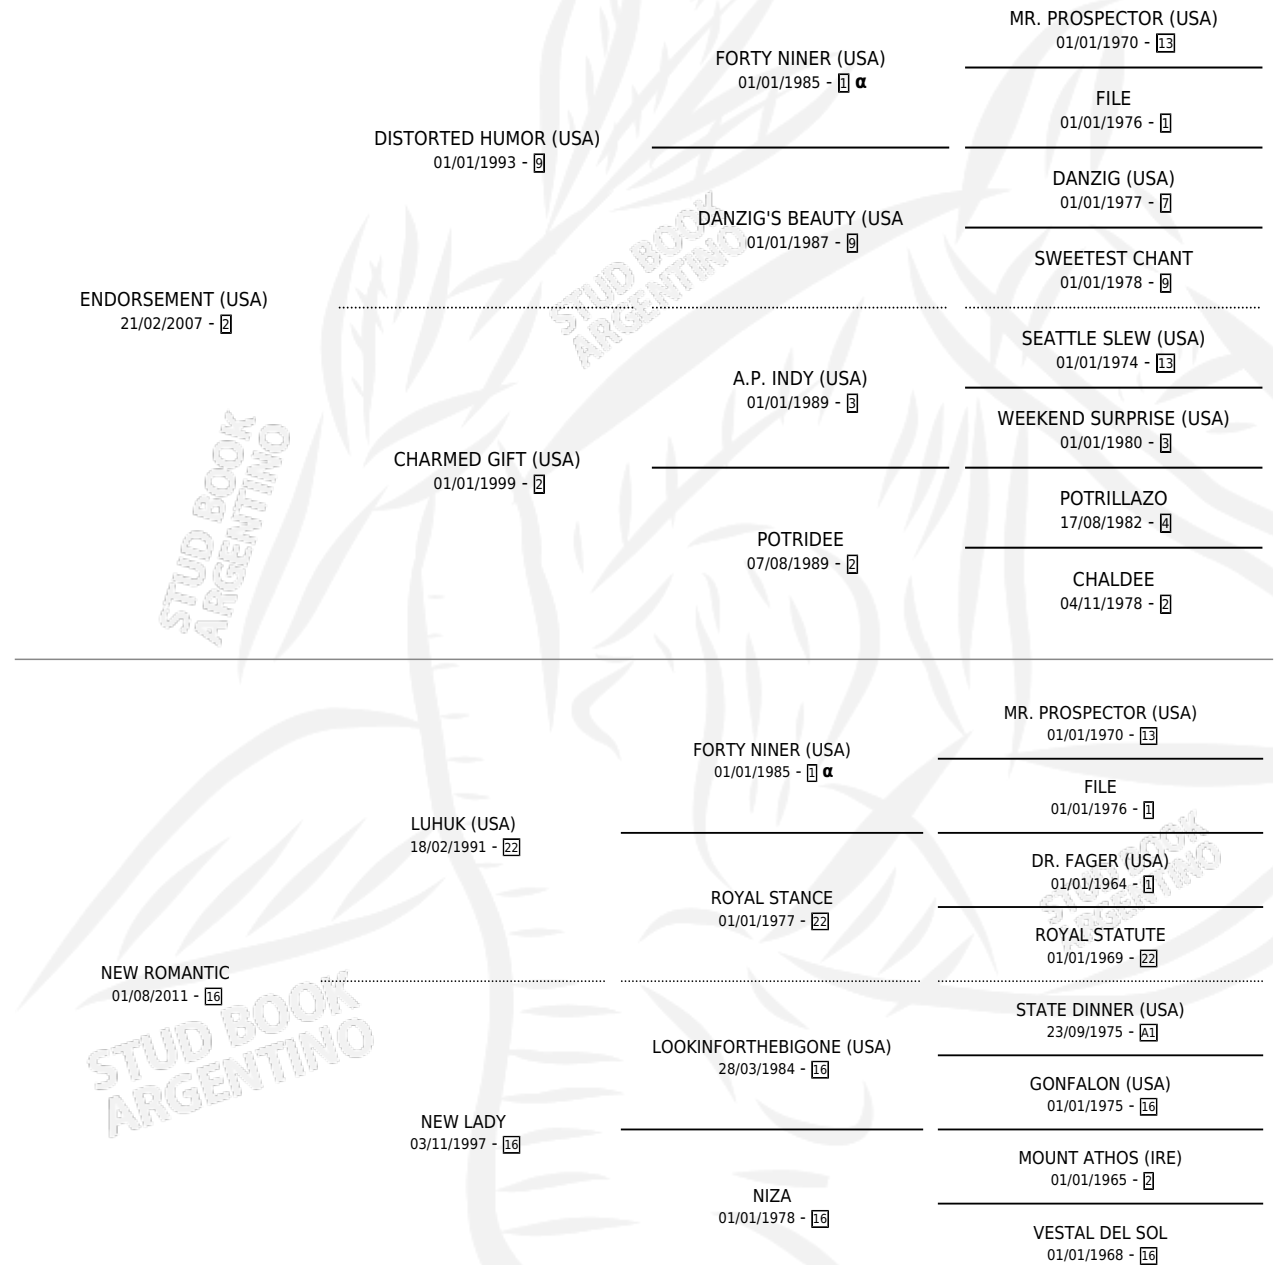 MR. PROSPECTOR (USA)
01/01/1970 - 13
FORTY NINER (USA)
01/01/1985 - 1 α
FILE
01/01/1976 - 1
DISTORTED HUMOR (USA)
01/01/1993 - 9
DANZIG (USA)
01/01/1977 - 7
DANZIG'S BEAUTY (USA
01/01/1987 - 9
SWEETEST CHANT
01/01/1978 - 9
ENDORSEMENT (USA)
21/02/2007 - 2
SEATTLE SLEW (USA)
01/01/1974 - 13
A.P. INDY (USA)
01/01/1989 - 3
WEEKEND SURPRISE (USA)
01/01/1980 - 3
CHARMED GIFT (USA)
01/01/1999 - 2
POTRILLAZO
17/08/1982 - 4
POTRIDEE
07/08/1989 - 2
CHALDEE
04/11/1978 - 2
STUD BOOK
ARGENTINO
STUD BOOK
ARGENTINO
MR. PROSPECTOR (USA)
01/01/1970 - 13
FORTY NINER (USA)
01/01/1985 - 1 α
FILE
01/01/1976 - 1
LUHUK (USA)
18/02/1991 - 22
DR. FAGER (USA)
01/01/1964 - 1
ROYAL STANCE
01/01/1977 - 22
ROYAL STATUTE
01/01/1969 - 22
NEW ROMANTIC
01/08/2011 - 16
STATE DINNER (USA)
23/09/1975 - A1
LOOKINFORTHEBIGONE (USA)
28/03/1984 - 16
GONFALON (USA)
01/01/1975 - 16
NEW LADY
03/11/1997 - 16
MOUNT ATHOS (IRE)
01/01/1965 - 2
NIZA
01/01/1978 - 16
VESTAL DEL SOL
01/01/1968 - 16
STUD BOOK
ARGENTINO
STUD BOOK
ARGENTINO